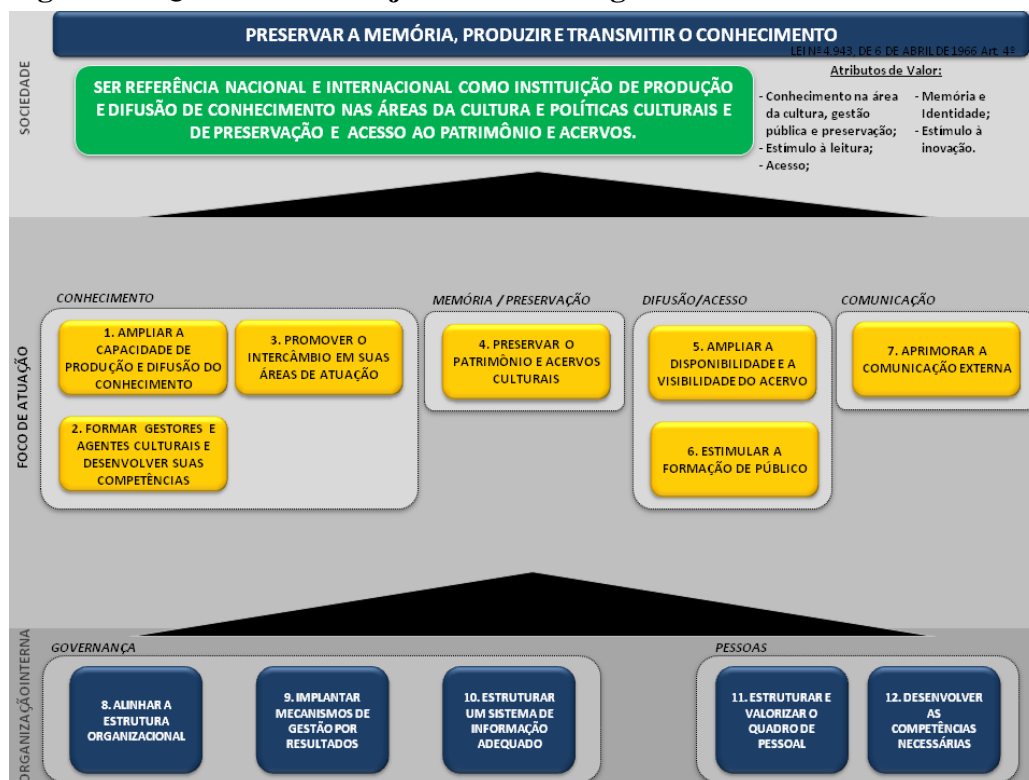 PRESERVAR A MEMÓRIA, PRODUZIR E TRANSMITIR O CONHECIMENTO
LEI Nº 4.943, DE 6 DE ABRIL DE 1966 Art. 4º
SOCIEDADE
SER REFERÊNCIA NACIONAL E INTERNACIONAL COMO INSTITUIÇÃO DE PRODUÇÃO
E DIFUSÃO DE CONHECIMENTO NAS ÁREAS DA CULTURA E POLÍTICAS CULTURAIS E
DE PRESERVAÇÃO E ACESSO AO PATRIMÔNIO E ACERVOS.
Atributos de Valor:
- Conhecimento na área
da cultura, gestão
pública e preservação;
- Estímulo à leitura;
- Acesso;
- Memória e
Identidade;
- Estímulo à
inovação.
FOCO DE ATUAÇÃO
CONHECIMENTO
1. AMPLIAR A
CAPACIDADE DE
PRODUÇÃO E DIFUSÃO DO
CONHECIMENTO
3. PROMOVER O
INTERCÂMBIO EM SUAS
ÁREAS DE ATUAÇÃO
2. FORMAR GESTORES E
AGENTES CULTURAIS E
DESENVOLVER SUAS
COMPETÊNCIAS
MEMÓRIA / PRESERVAÇÃO
4. PRESERVAR O
PATRIMÔNIO E ACERVOS
CULTURAIS
DIFUSÃO/ACESSO
5. AMPLIAR A
DISPONIBILIDADE E A
VISIBILIDADE DO ACERVO
6. ESTIMULAR A
FORMAÇÃO DE PÚBLICO
COMUNICAÇÃO
7. APRIMORAR A
COMUNICAÇÃO EXTERNA
ORGANIZAÇÃO INTERNA
GOVERNANÇA
8. ALINHAR A
ESTRUTURA
ORGANIZACIONAL
9. IMPLANTAR
MECANISMOS DE
GESTÃO POR
RESULTADOS
10. ESTRUTURAR
UM SISTEMA DE
INFORMAÇÃO
ADEQUADO
PESSOAS
11. ESTRUTURAR E
VALORIZAR O
QUADRO DE
PESSOAL
12. DESENVOLVER
AS
COMPETÊNCIAS
NECESSÁRIAS